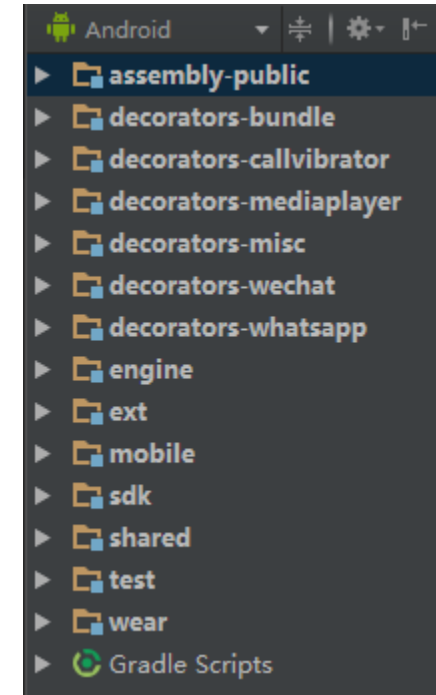 Android
assembly-public
decorators-bundle
decorators-callvibrator
decorators-mediaplayer
decorators-misc
decorators-wechat
decorators-whatsapp
engine
ext
mobile
sdk
shared
test
wear
Gradle Scripts